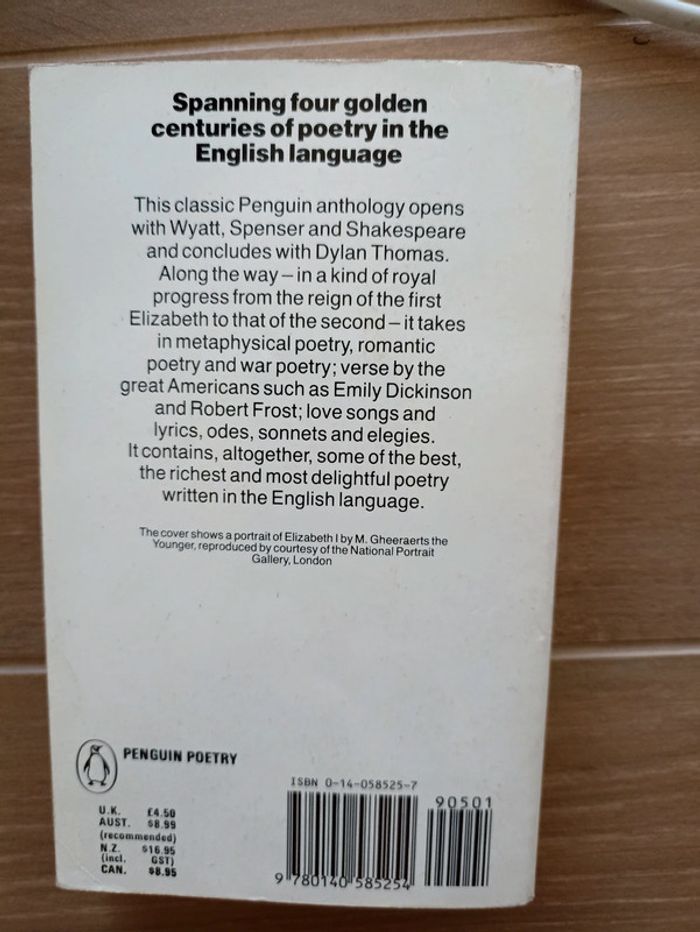 Spanning four golden
centuries of poetry in the
English language
This classic Penguin anthology opens
with Wyatt, Spenser and Shakespeare
and concludes with Dylan Thomas.
Along the way – in a kind of royal
progress from the reign of the first
Elizabeth to that of the second – it takes
in metaphysical poetry, romantic
poetry and war poetry; verse by the
great Americans such as Emily Dickinson
and Robert Frost; love songs and
lyrics, odes, sonnets and elegies.
It contains, altogether, some of the best,
the richest and most delightful poetry
written in the English language.
The cover shows a portrait of Elizabeth I by M. Gheeraerts the
Younger, reproduced by courtesy of the National Portrait
Gallery, London
PENGUIN POETRY
U.K. £4.50
AUST. $8.99
(recommended)
N.Z. $16.95
(incl. GST)
CAN. $8.95
ISBN 0-14-058525-7
90501
9 780140 585254